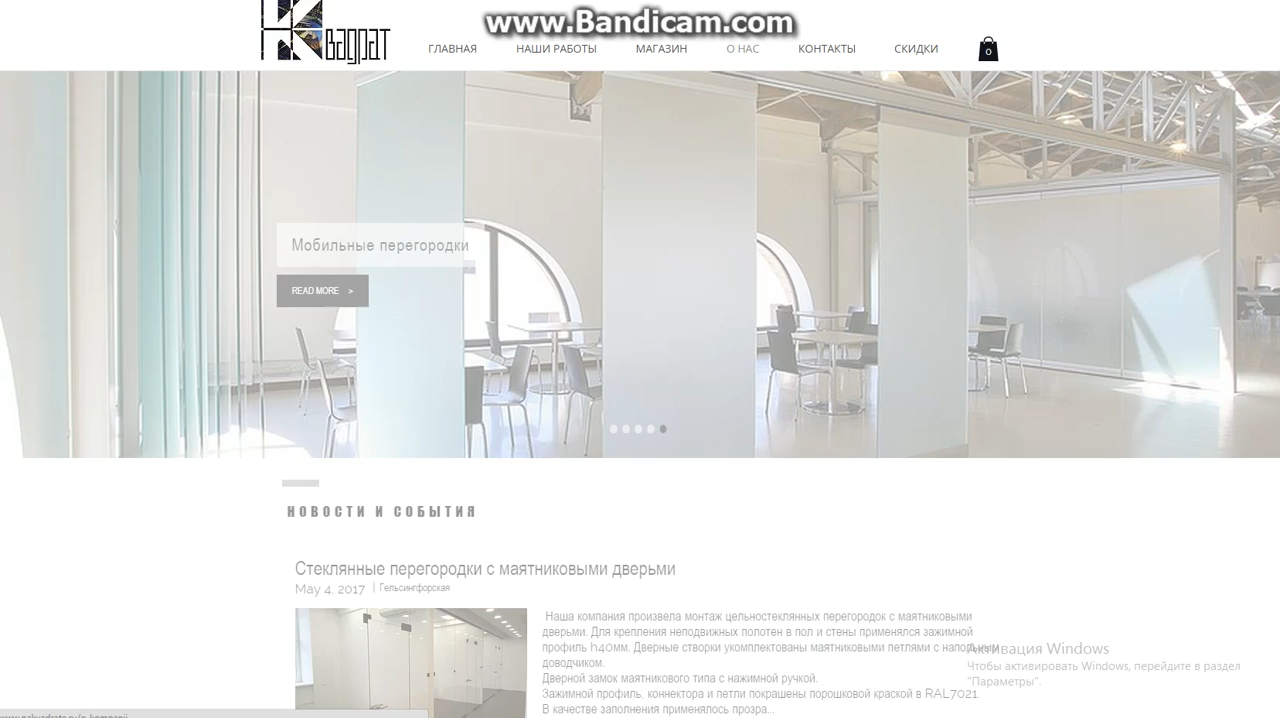 www.Bandicam.com
Квадрат
ГЛАВНАЯ НАШИ РАБОТЫ МАГАЗИН О НАС КОНТАКТЫ СКИДКИ 0
Мобильные перегородки
READ MORE >
НОВОСТИ И СОБЫТИЯ
Стеклянные перегородки с маятниковыми дверьми
May 4, 2017 | Гельсингфорская
Наша компания произвела монтаж цельностеклянных перегородок с маятниковыми
дверьми. Для крепления неподвижных полотен в пол и стены применялся зажимной
профиль h40мм. Дверные створки укомплектованы маятниковыми петлями с напольным
доводчиком.
Дверной замок маятникового типа с нажимной ручкой.
Зажимной профиль, коннектора и петли покрашены порошковой краской в RAL7021.
В качестве заполнения применялось прозра...
Активация Windows
Чтобы активировать Windows, перейдите в раздел
"Параметры".